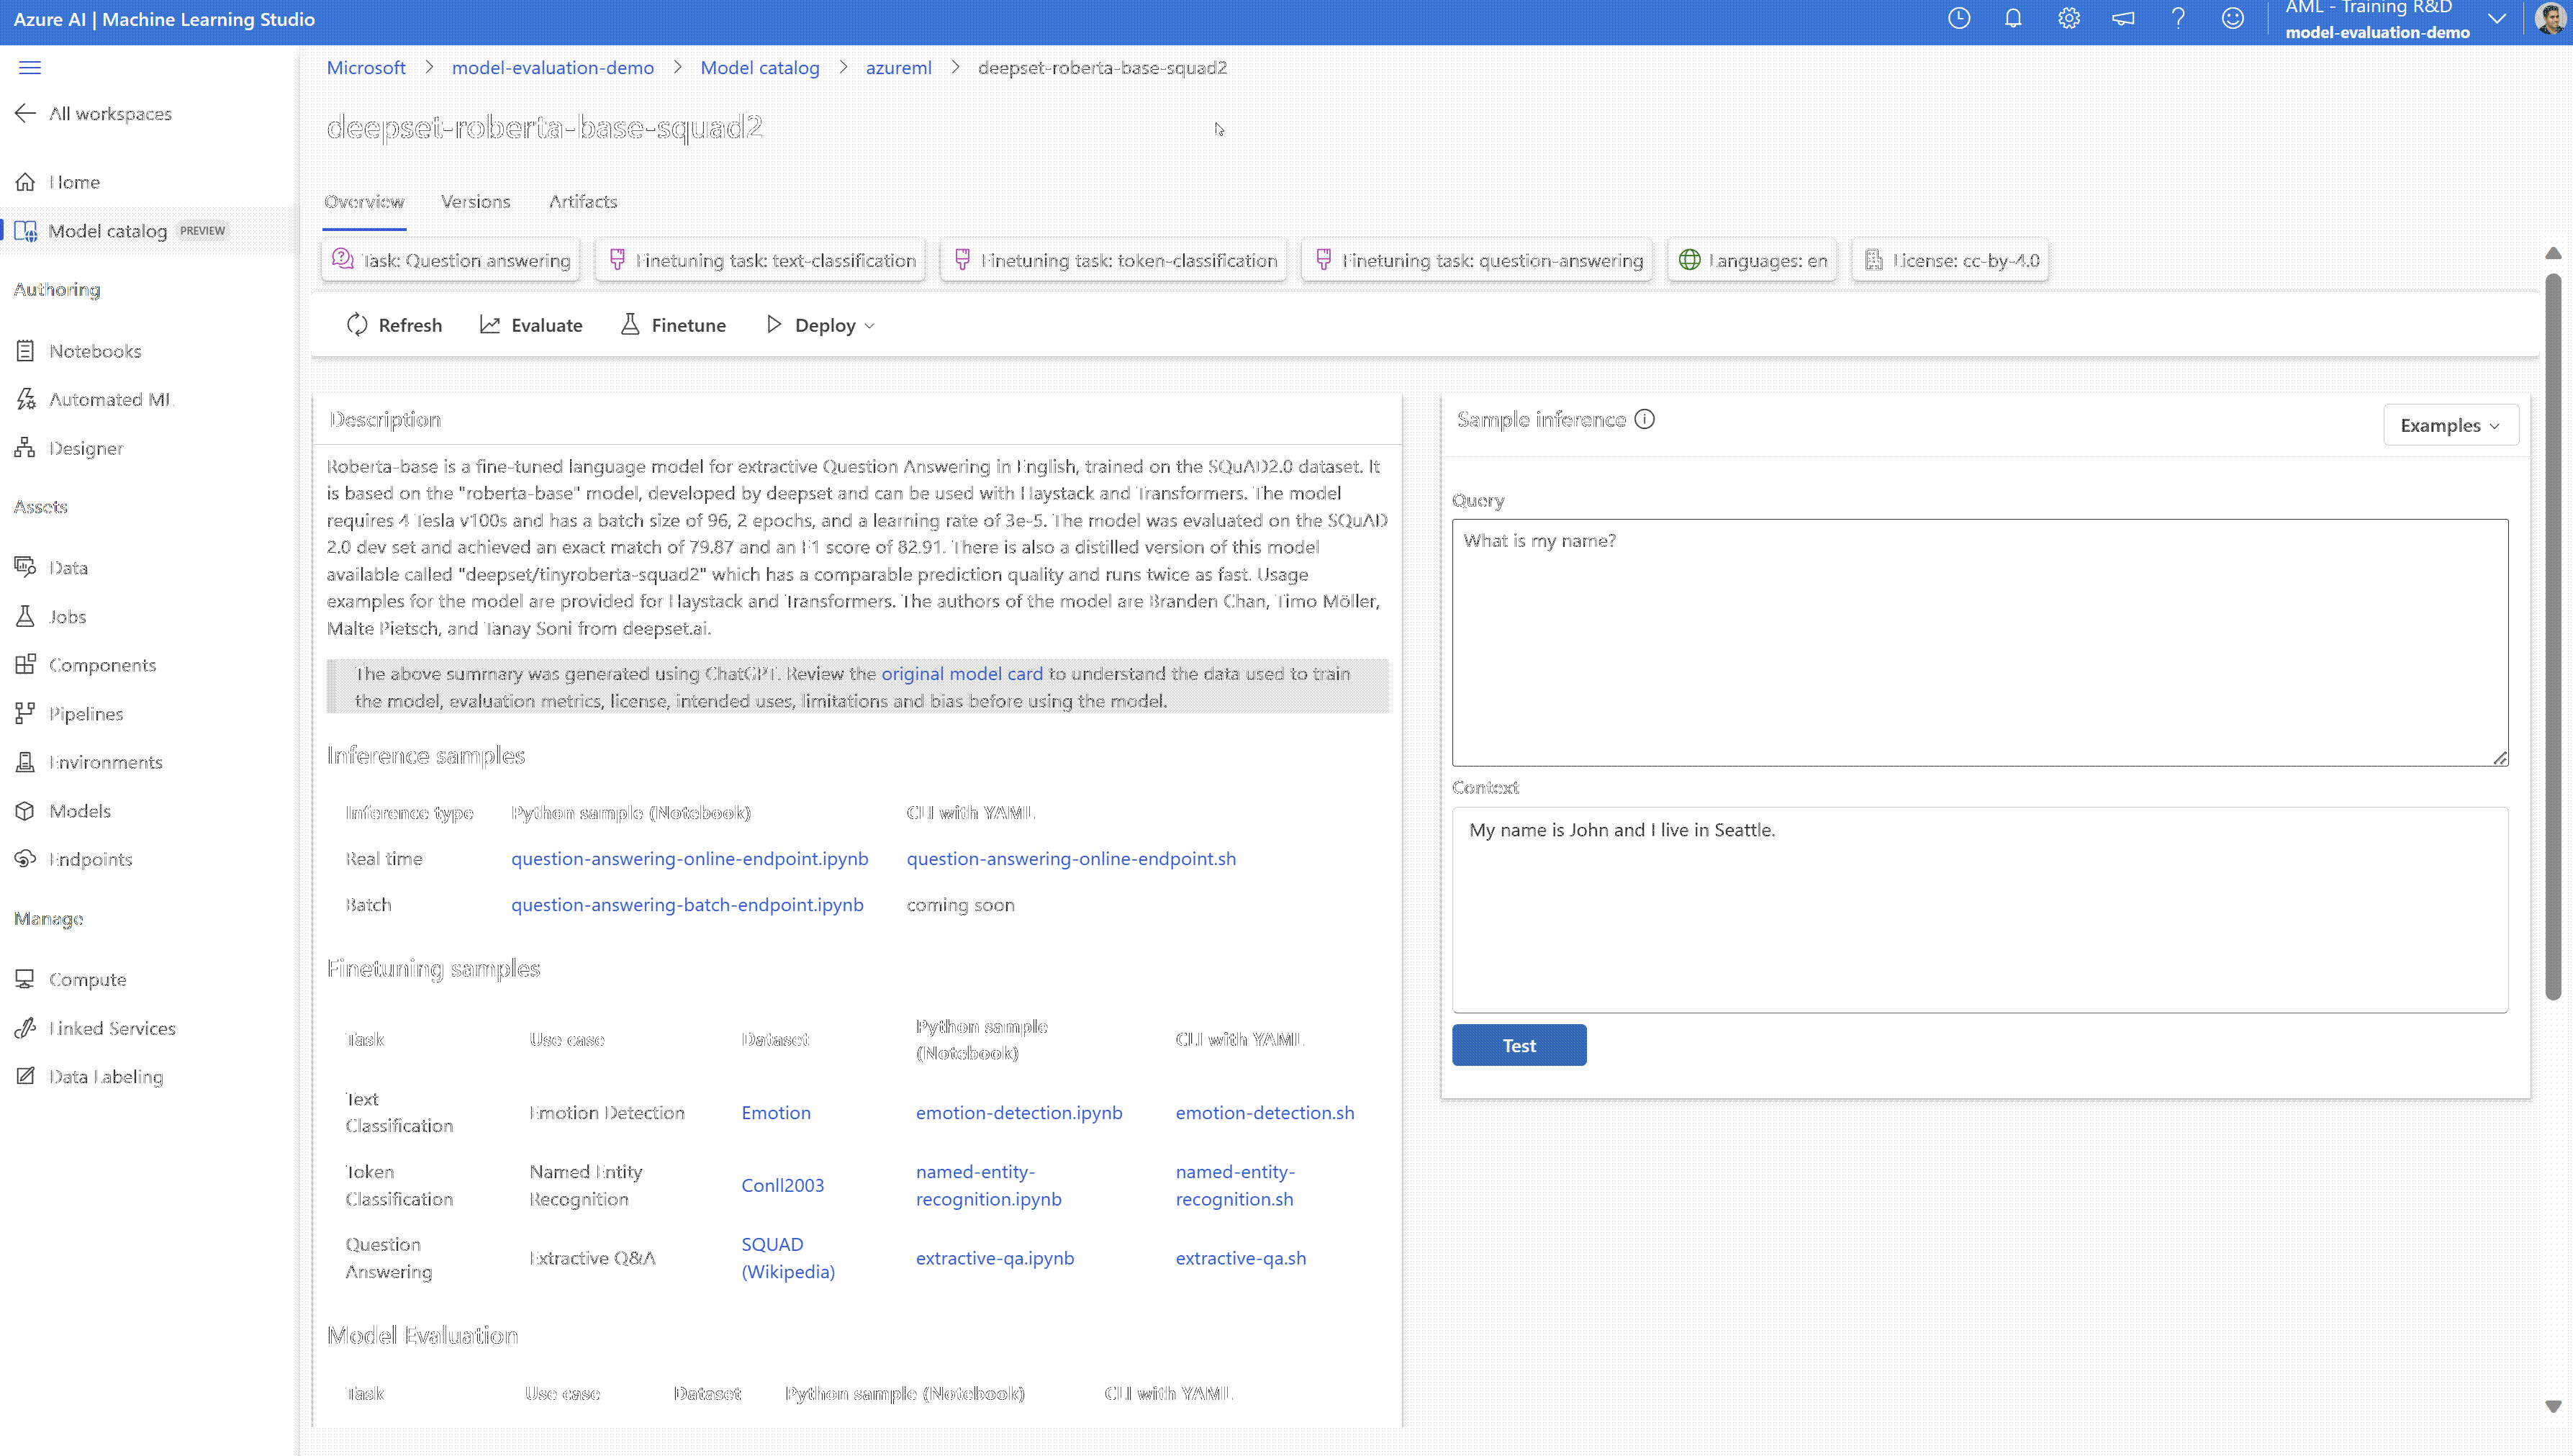 Azure AI | Machine Learning Studio
AML - Training R&D
model-evaluation-demo
All workspaces
Home
Model catalog PREVIEW
Authoring
Notebooks
Automated ML
Designer
Assets
Data
Jobs
Components
Pipelines
Environments
Models
Endpoints
Manage
Compute
Linked Services
Data Labeling
Microsoft > model-evaluation-demo > Model catalog > azureml > deepset-roberta-base-squad2
deepset-roberta-base-squad2
Overview Versions Artifacts
Task: Question answering Finetuning task: text-classification Finetuning task: token-classification Finetuning task: question-answering Languages: en License: cc-by-4.0
Refresh Evaluate Finetune Deploy
Description
Roberta-base is a fine-tuned language model for extractive Question Answering in English, trained on the SQuAD2.0 dataset. It
is based on the "roberta-base" model, developed by deepset and can be used with Haystack and Transformers. The model
requires 4 Tesla v100s and has a batch size of 96, 2 epochs, and a learning rate of 3e-5. The model was evaluated on the SQuAD
2.0 dev set and achieved an exact match of 79.87 and an F1 score of 82.91. There is also a distilled version of this model
available called "deepset/tinyroberta-squad2" which has a comparable prediction quality and runs twice as fast. Usage
examples for the model are provided for Haystack and Transformers. The authors of the model are Branden Chan, Timo Möller,
Malte Pietsch, and Tanay Soni from deepset.ai.
The above summary was generated using ChatGPT. Review the original model card to understand the data used to train
the model, evaluation metrics, license, intended uses, limitations and bias before using the model.
Inference samples
Inference type Python sample (Notebook) CLI with YAML
Real time question-answering-online-endpoint.ipynb question-answering-online-endpoint.sh
Batch question-answering-batch-endpoint.ipynb coming soon
Finetuning samples
Task Use case Dataset Python sample (Notebook) CLI with YAML
Text Classification Emotion Detection Emotion emotion-detection.ipynb emotion-detection.sh
Token Classification Named Entity Recognition Conll2003 named-entity-recognition.ipynb named-entity-recognition.sh
Question Answering Extractive Q&A SQUAD (Wikipedia) extractive-qa.ipynb extractive-qa.sh
Model Evaluation
Task Use case Dataset Python sample (Notebook) CLI with YAML
Sample inference
Examples
Query
What is my name?
Context
My name is John and I live in Seattle.
Test